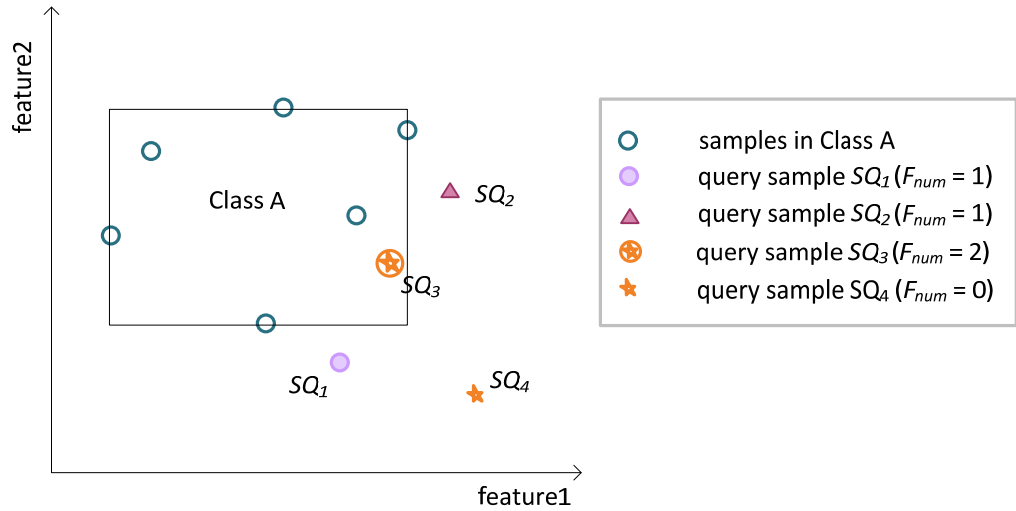 feature2
Class A
SQ2
SQ3
SQ1
SQ4
feature1
samples in Class A
query sample SQ1 (Fnum = 1)
query sample SQ2 (Fnum = 1)
query sample SQ3 (Fnum = 2)
query sample SQ4 (Fnum = 0)